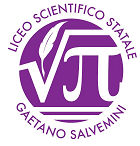 LICEO SCIENTIFICO STATALE
√π
GAETANO SALVEMINI